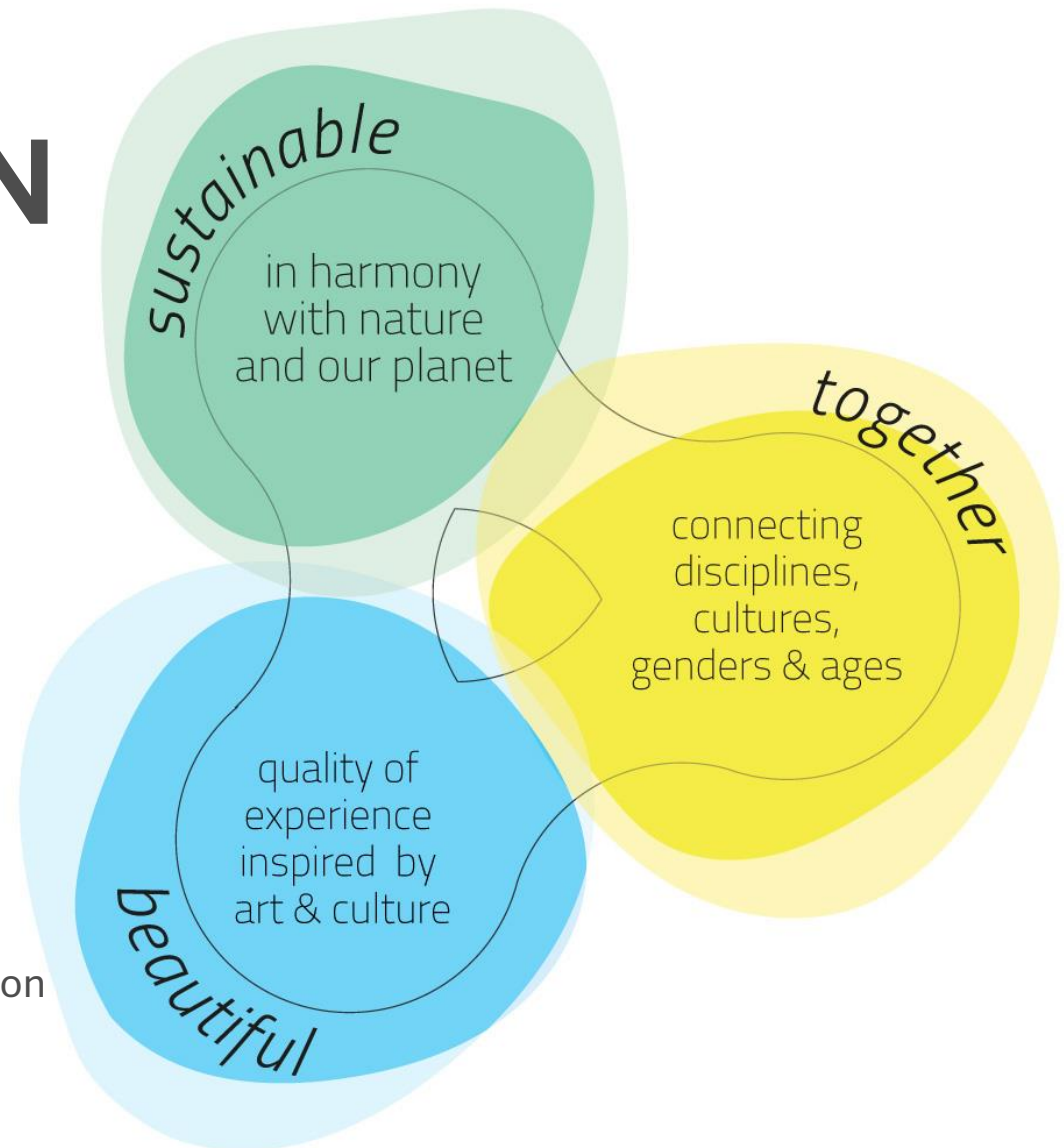 N
sustainable
in harmony
with nature
and our planet
together
connecting
disciplines,
cultures,
genders & ages
quality of
experience
inspired by
art & culture
beautiful
on